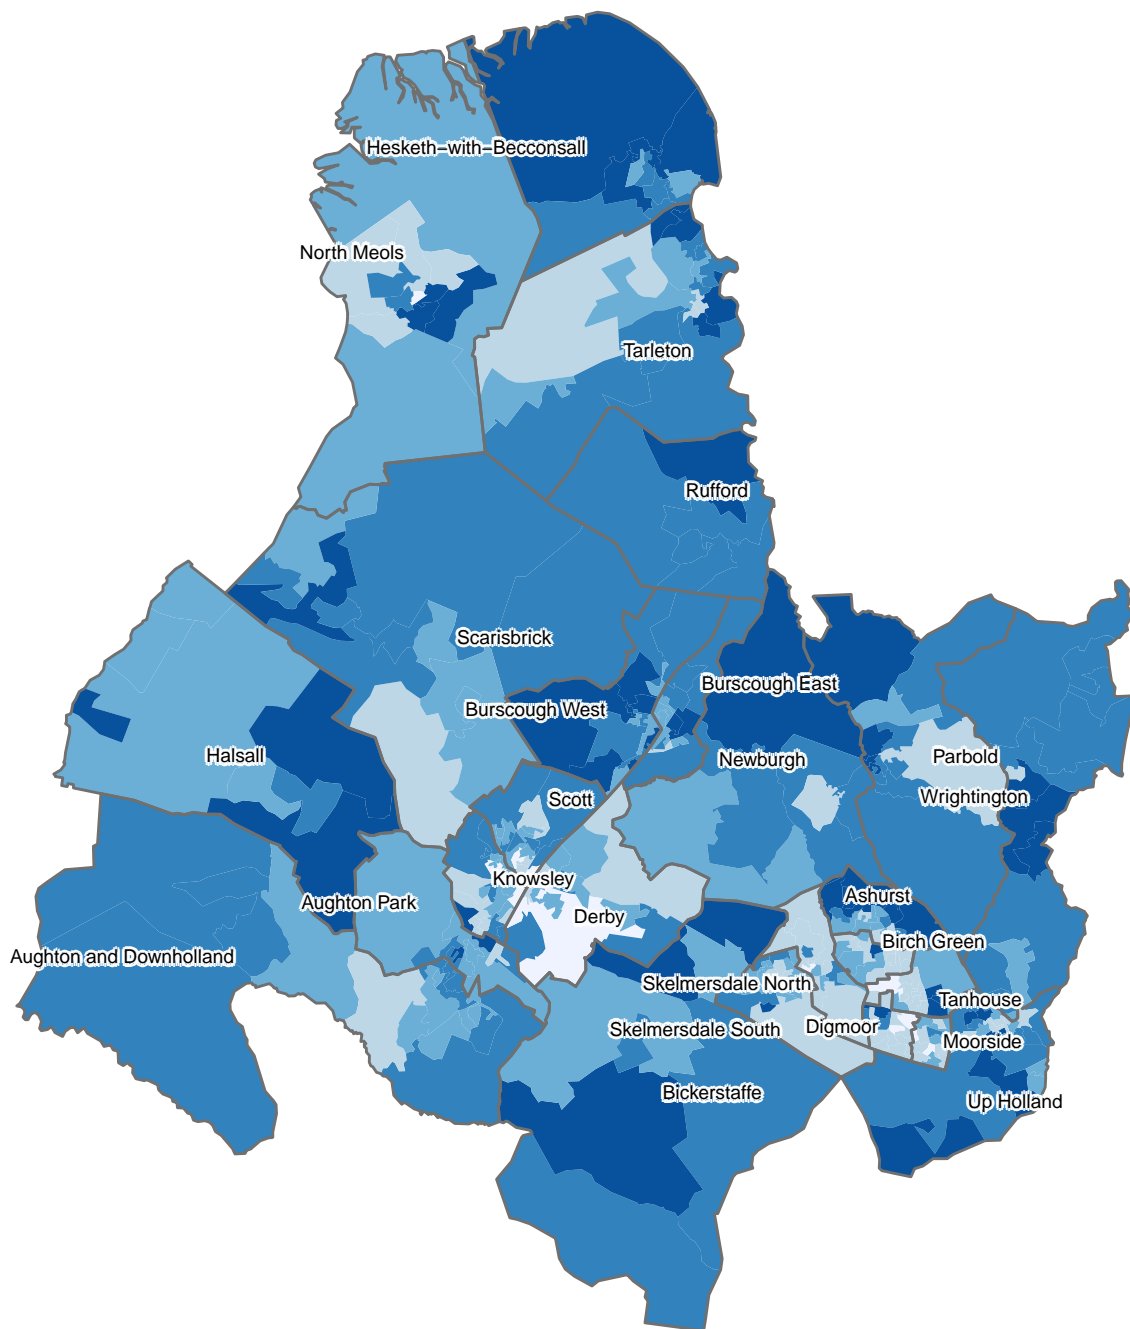 Hesketh−with−Becconsall
North Meols
Tarleton
Rufford
Scarisbrick
Burscough East
Burscough West
Halsall
Newburgh
Parbold
Wrightington
Scott
Knowsley
Ashurst
Aughton Park
Derby
Birch Green
Aughton and Downholland
Skelmersdale North
Tanhouse
Skelmersdale South
Digmoor
Moorside
Bickerstaffe
Up Holland